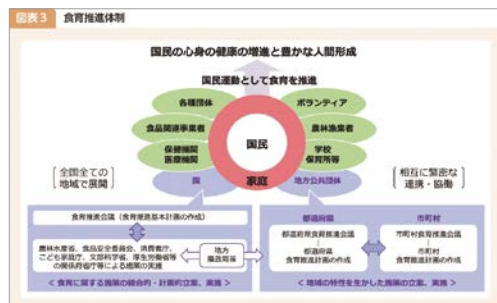 図表3 食育推進体制
国民の心身の健康の増進と豊かな人間形成
国民運動として食育を推進
各種団体
ボランティア
食品関連事業者
農林漁業者
国民
保健機関
医療機関
学校
保育所等
国
家庭
地方公共団体
全国全ての
地域で展開
相互に緊密な
連携・協働
食育推進会議（食育推進基本計画の作成）
農林水産省、食品安全委員会、消費者庁、
こども家庭庁、文部科学省、厚生労働省等
の関係府省庁等による施策の実施
地方
農政局等
都道府県
都道府県食育推進会議
都道府県
食育推進計画の作成
市町村
市町村食育推進会議
市町村
食育推進計画の作成
＜ 食育に関する施策の総合的・計画的立案、実施 ＞
＜ 地域の特性を生かした施策の立案、実施 ＞